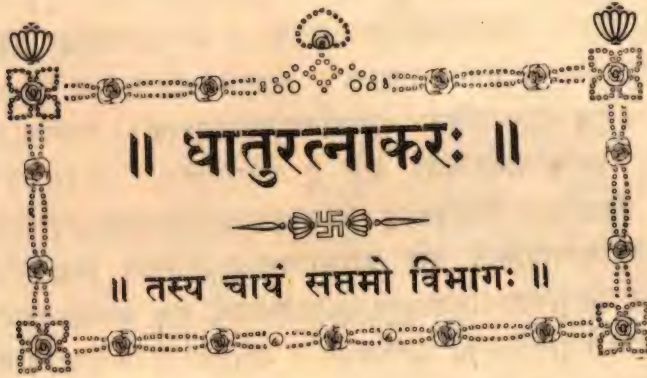 ॥ धातुरत्नाकरः ॥
॥ तस्य चायं सप्तमो विभागः ॥